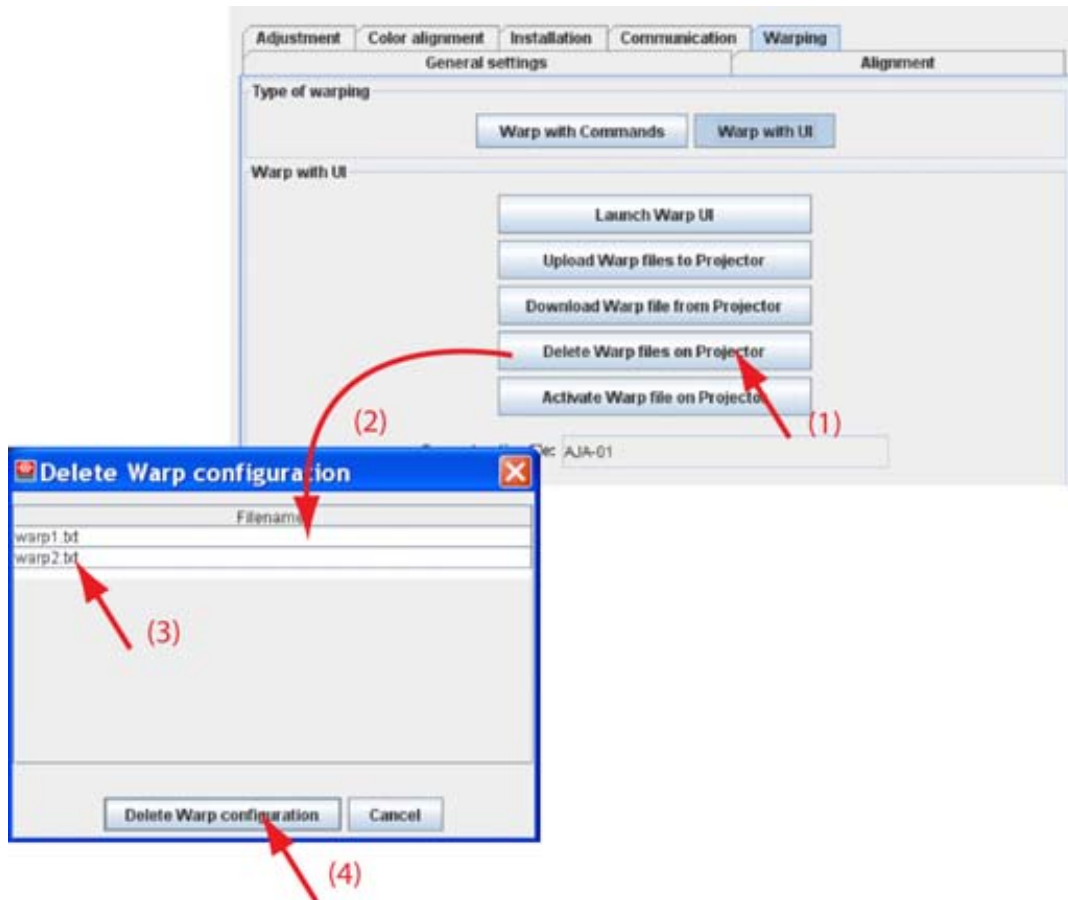 Adjustment Color alignment Installation Communication Warping
General settings Alignment
Type of warping
Warp with Commands Warp with UI
Warp with UI
Launch Warp UI
Upload Warp files to Projector
Download Warp file from Projector
Delete Warp files on Projector
Activate Warp file on Projector
(1)
(2)
AJA-01
Delete Warp configuration
Filename
warp1.txt
warp2.txt
(3)
Delete Warp configuration Cancel
(4)